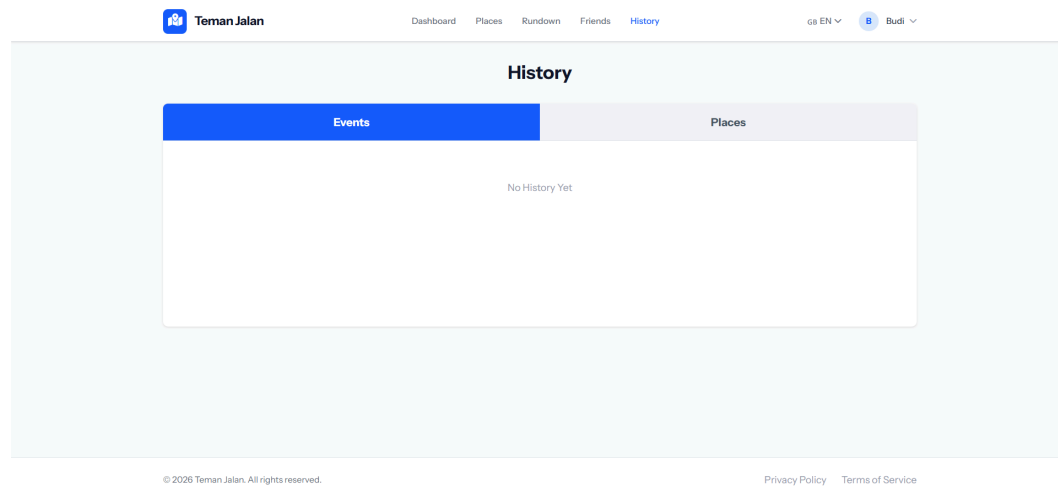 Teman Jalan
Dashboard Places Rundown Friends History
GB EN
B Budi
History
Events Places
No History Yet
© 2026 Teman Jalan. All rights reserved.
Privacy Policy Terms of Service